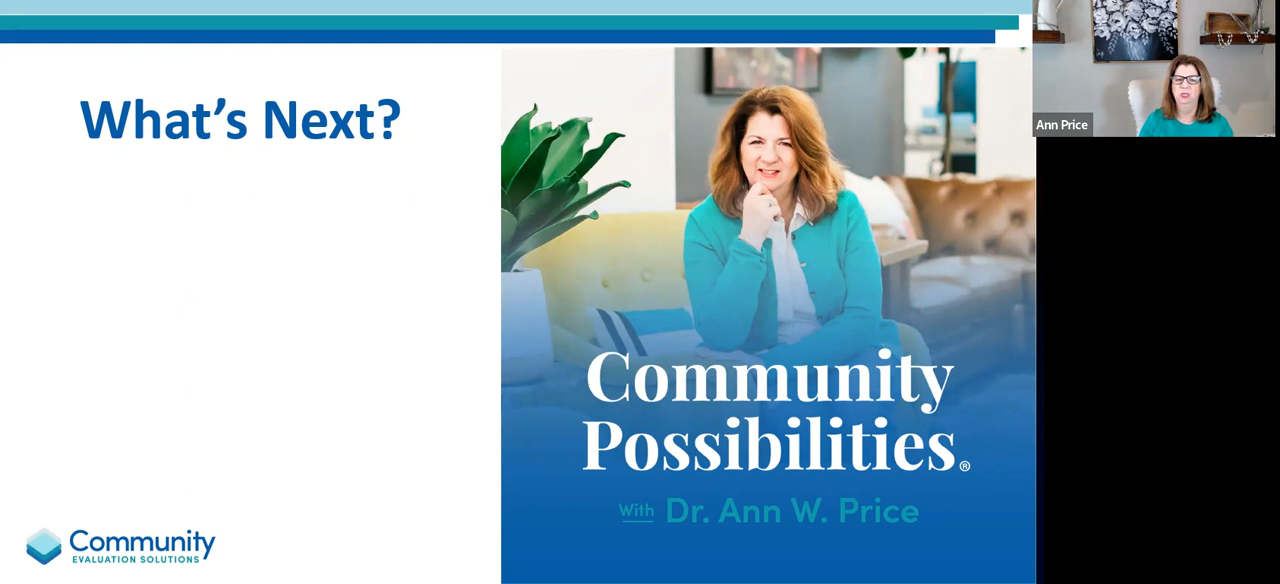 What's Next?
Ann Price
Community
Possibilities®
With Dr. Ann W. Price
Community
EVALUATION SOLUTIONS